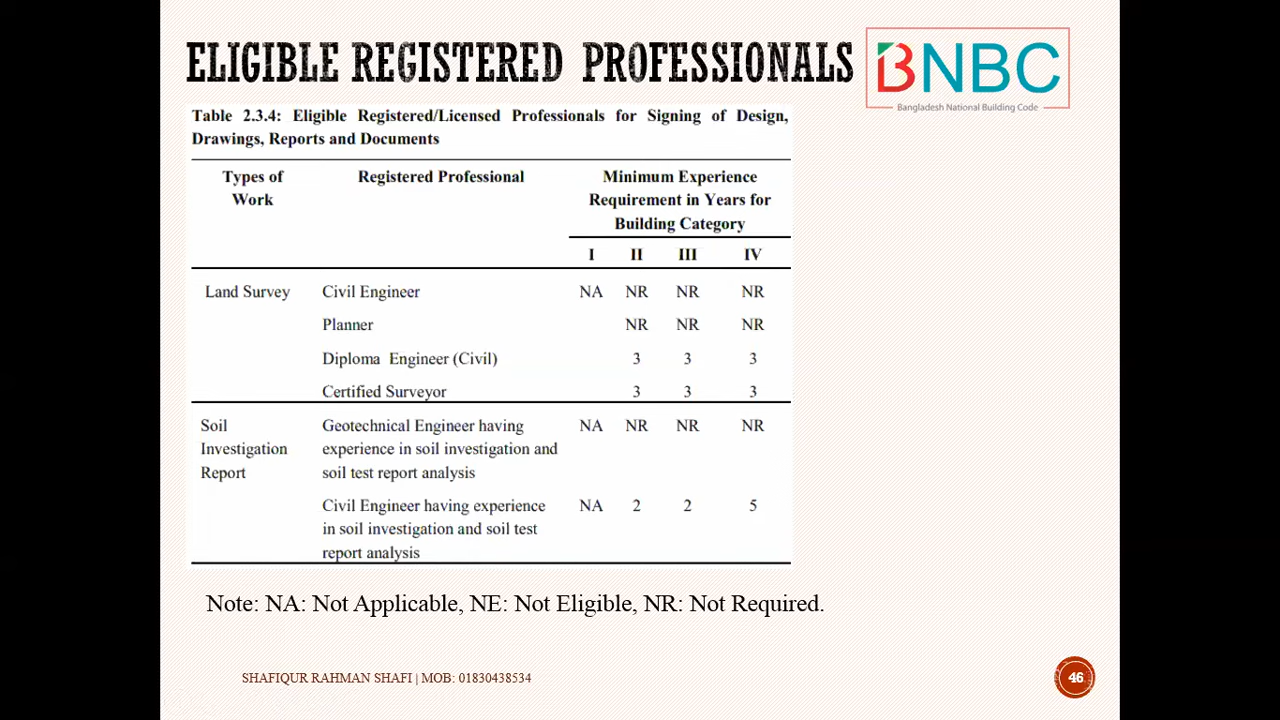 ELIGIBLE REGISTERED PROFESSIONALS
BNBC
Bangladesh National Building Code
Table 2.3.4: Eligible Registered/Licensed Professionals for Signing of Design,
Drawings, Reports and Documents
Types of Work Registered Professional Minimum Experience Requirement in Years for Building Category
I II III IV
Land Survey Civil Engineer NA NR NR NR
Planner NR NR NR
Diploma Engineer (Civil) 3 3 3
Certified Surveyor 3 3 3
Soil Geotechnical Engineer having NA NR NR NR
Investigation experience in soil investigation and
Report soil test report analysis
Civil Engineer having experience NA 2 2 5
in soil investigation and soil test
report analysis
Note: NA: Not Applicable, NE: Not Eligible, NR: Not Required.
SHAFIQUR RAHMAN SHAFI | MOB: 01830438534
46